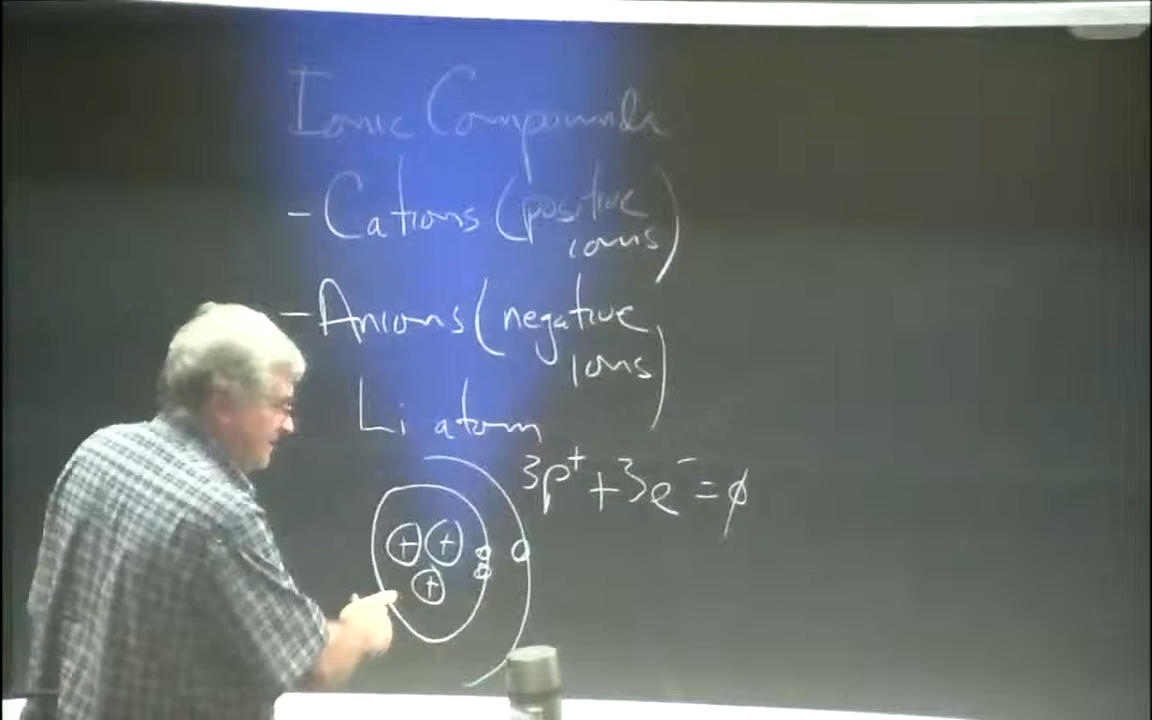 Ionic Compounds
- Cations (positive
ions)
- Anions (negative
ions)
Li atom
3p⁺ + 3e⁻ = ϕ
+ +
+